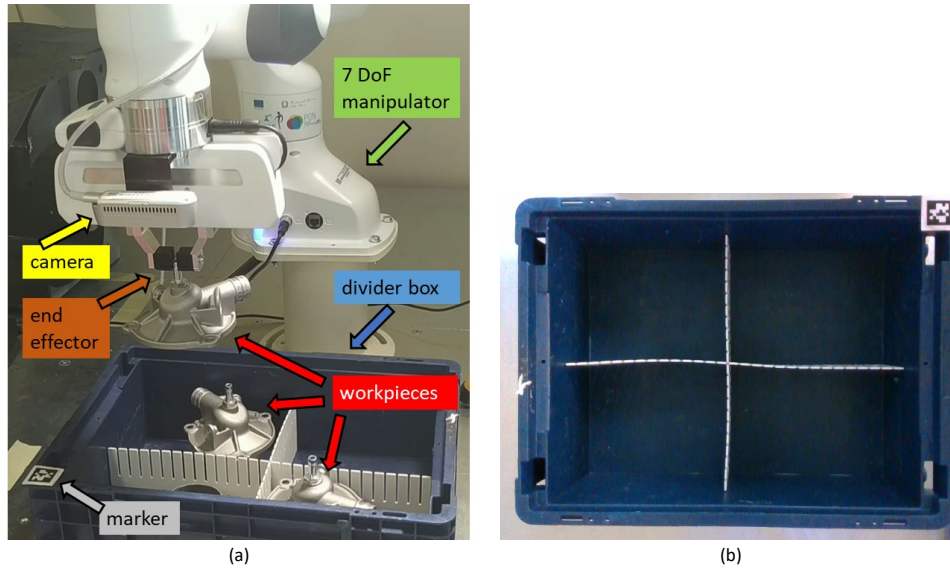 7 DoF
manipulator
camera
end
effector
divider box
workpieces
marker
(a)
(b)